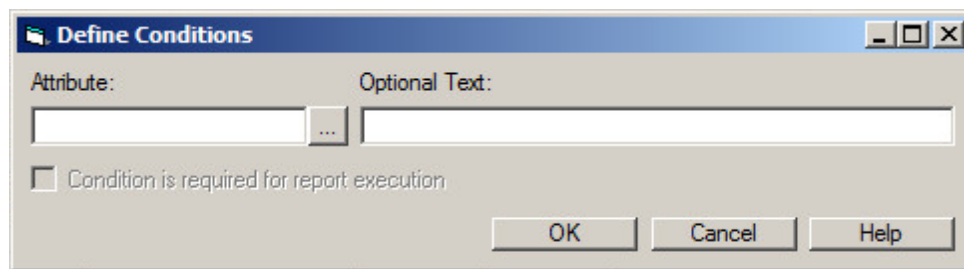 Define Conditions
Attribute: Optional Text:
...
Condition is required for report execution
OK Cancel Help